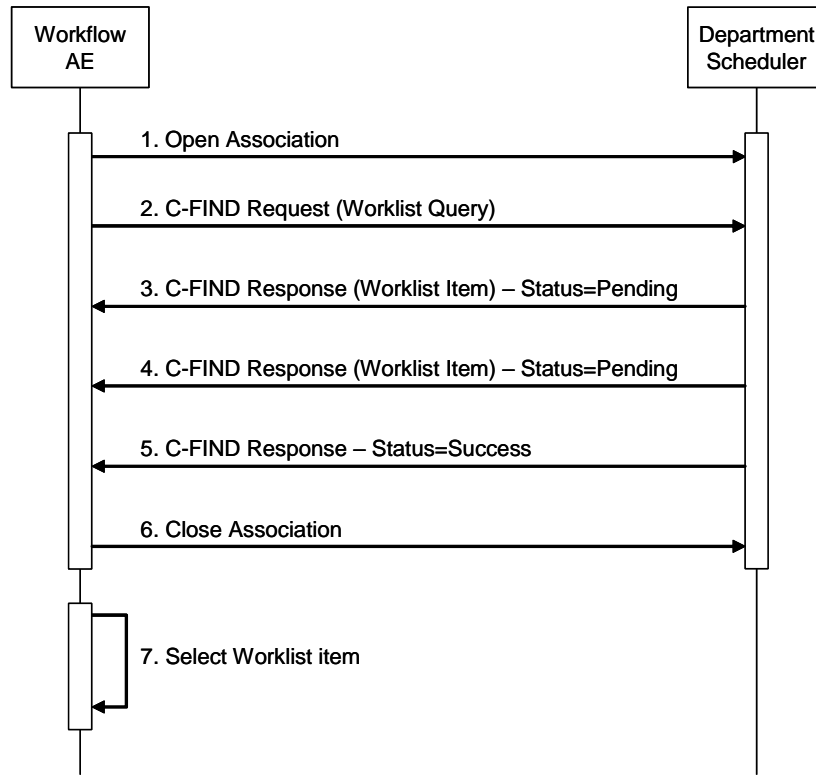 Workflow
AE
Department
Scheduler
1. Open Association
2. C-FIND Request (Worklist Query)
3. C-FIND Response (Worklist Item) – Status=Pending
4. C-FIND Response (Worklist Item) – Status=Pending
5. C-FIND Response – Status=Success
6. Close Association
7. Select Worklist item